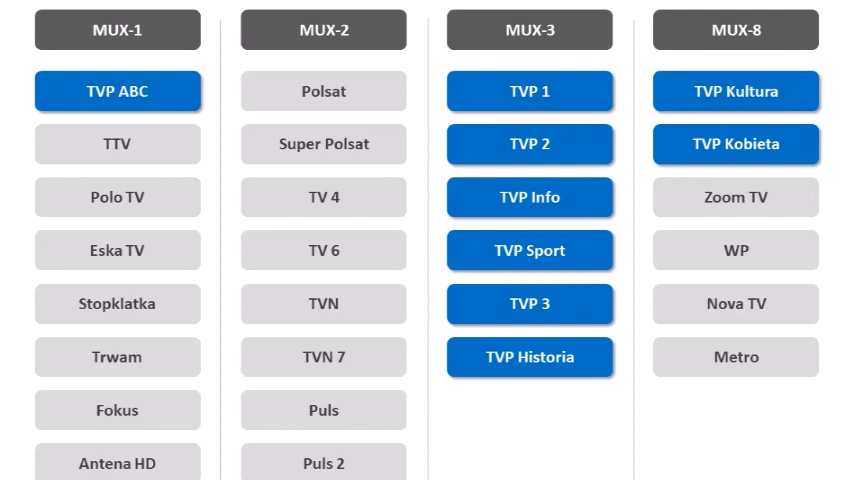 MUX-1
TVP ABC
TTV
Polo TV
Eska TV
Stopklatka
Trwam
Fokus
Antena HD
MUX-2
Polsat
Super Polsat
TV 4
TV 6
TVN
TVN 7
Puls
Puls 2
MUX-3
TVP 1
TVP 2
TVP Info
TVP Sport
TVP 3
TVP Historia
MUX-8
TVP Kultura
TVP Kobieta
Zoom TV
WP
Nova TV
Metro